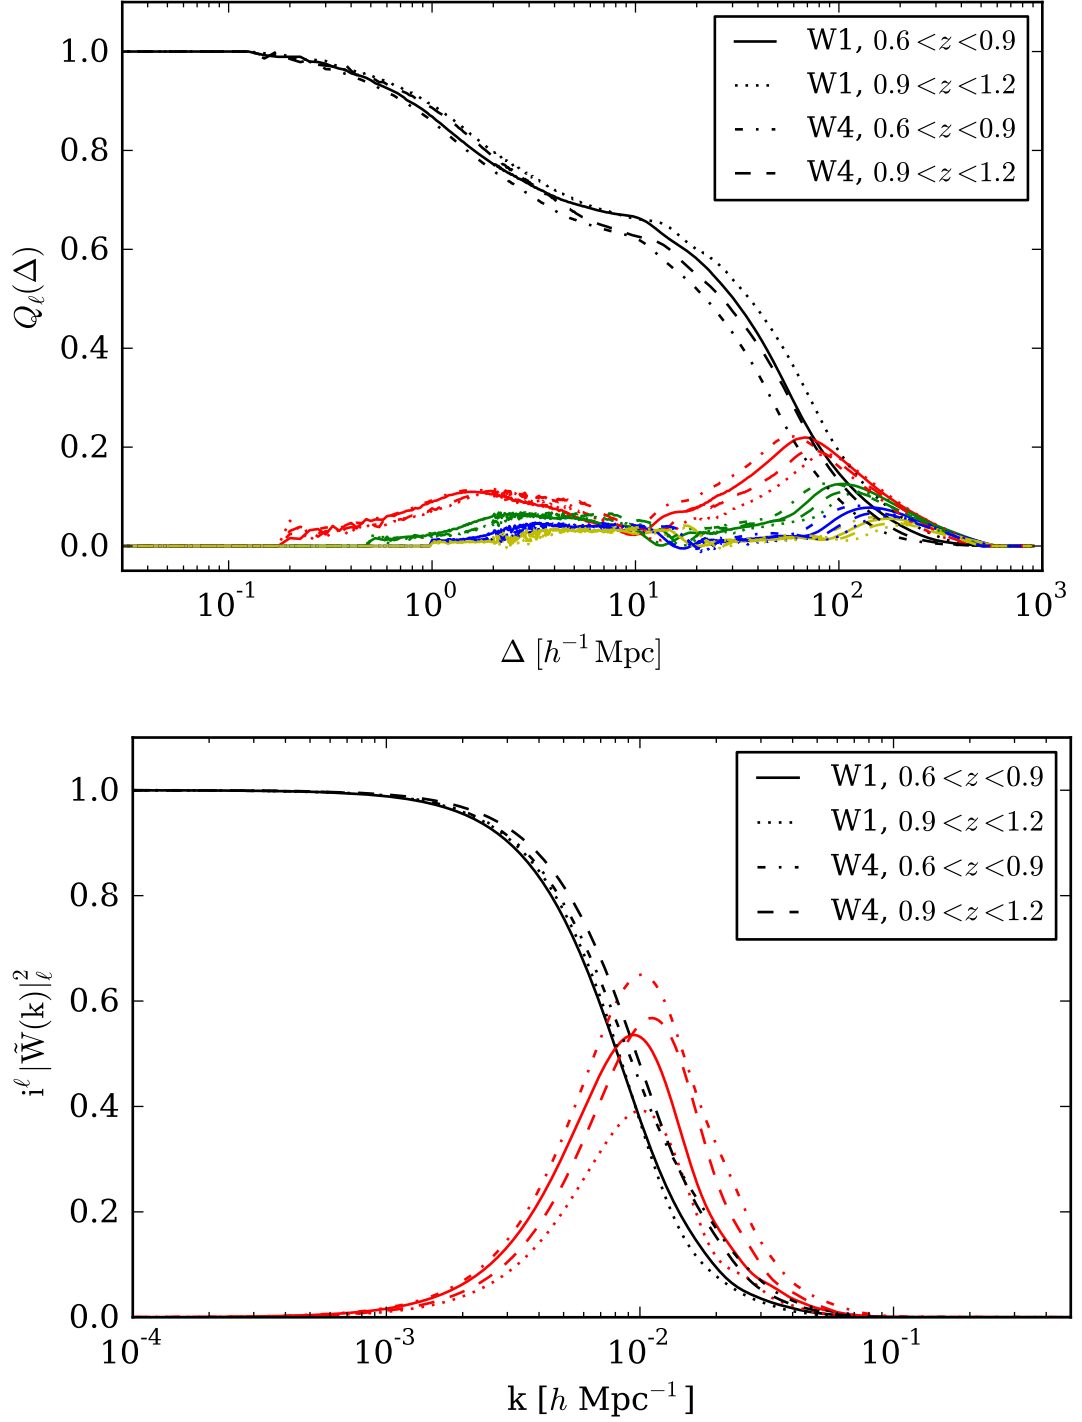 W1, 0.6<z<0.9
W1, 0.9<z<1.2
W4, 0.6<z<0.9
W4, 0.9<z<1.2
1.0
0.8
0.6
0.4
0.2
0.0
Q_ℓ(Δ)
10^-1 10^0 10^1 10^2 10^3
Δ [h^−1 Mpc]
W1, 0.6<z<0.9
W1, 0.9<z<1.2
W4, 0.6<z<0.9
W4, 0.9<z<1.2
1.0
0.8
0.6
0.4
0.2
0.0
i^ℓ|W̃(k)|²_ℓ
10^-4 10^-3 10^-2 10^-1
k [h Mpc^−1]